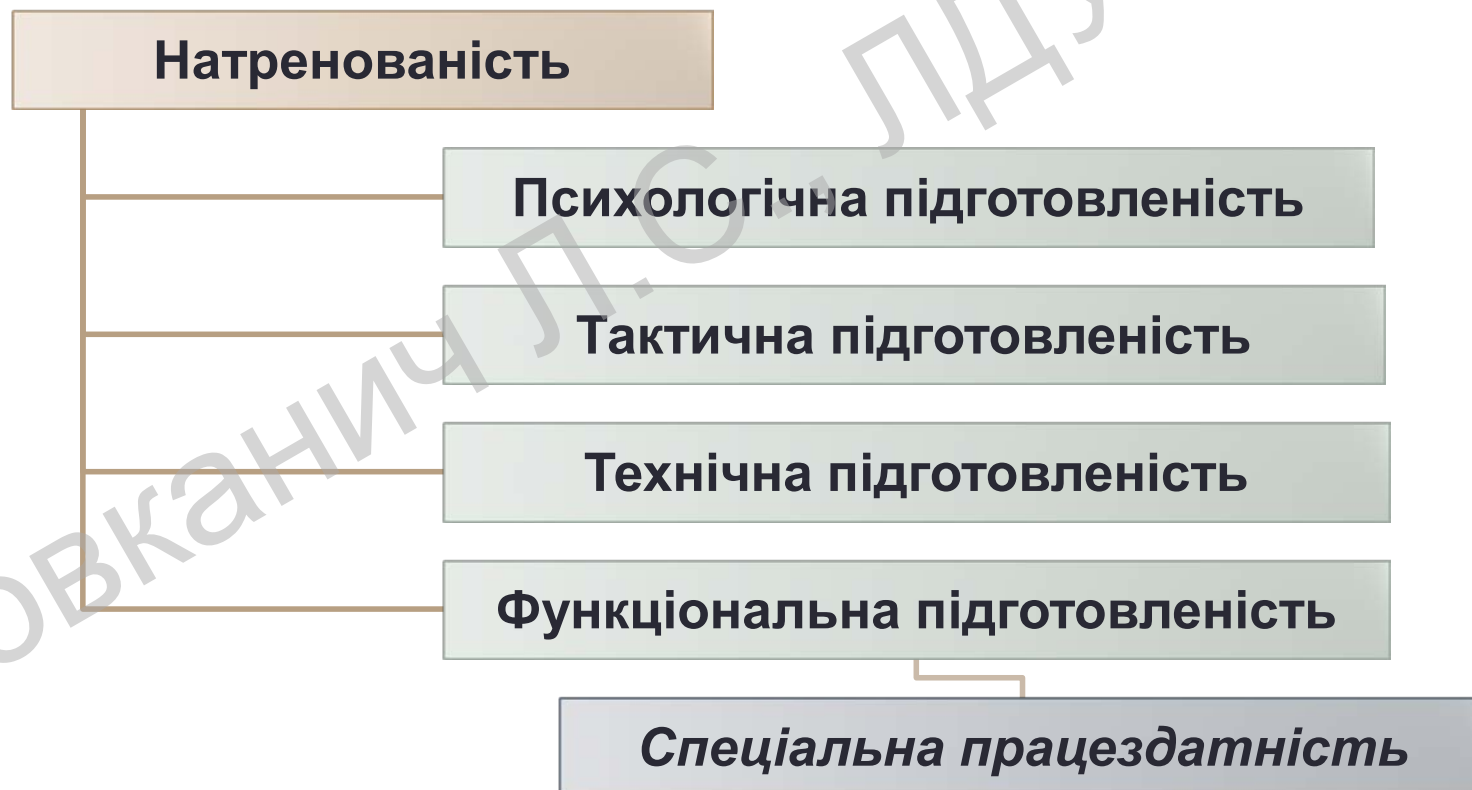 Натренованість
Психологічна підготовленість
Тактична підготовленість
Технічна підготовленість
Функціональна підготовленість
Спеціальна працездатність